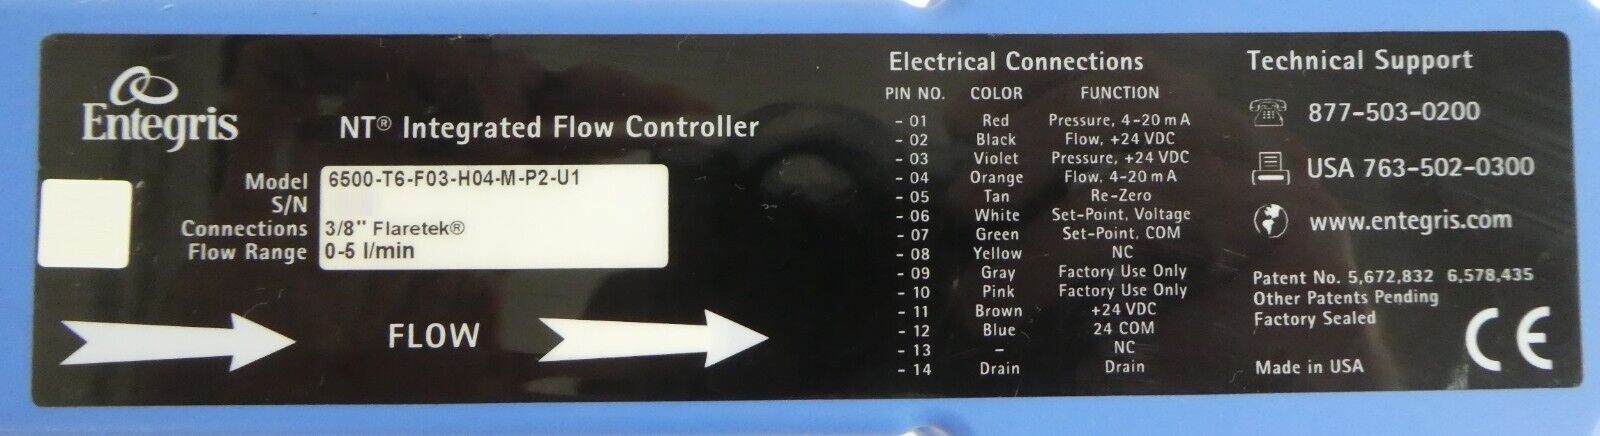 Entegris
NT® Integrated Flow Controller
Model 6500-T6-F03-H04-M-P2-U1
S/N
Connections 3/8" Flaretek®
Flow Range 0-5 l/min
FLOW
Electrical Connections
PIN NO. COLOR FUNCTION
- 01 Red Pressure, 4-20 mA
- 02 Black Flow, +24 VDC
- 03 Violet Pressure, +24 VDC
- 04 Orange Flow, 4-20 mA
- 05 Tan Re-Zero
- 06 White Set-Point, Voltage
- 07 Green Set-Point, COM
- 08 Yellow NC
- 09 Gray Factory Use Only
- 10 Pink Factory Use Only
- 11 Brown +24 VDC
- 12 Blue 24 COM
- 13 – NC
- 14 Drain Drain
Technical Support
877-503-0200
USA 763-502-0300
www.entegris.com
Patent No. 5,672,832 6,578,435
Other Patents Pending
Factory Sealed
Made in USA
CE